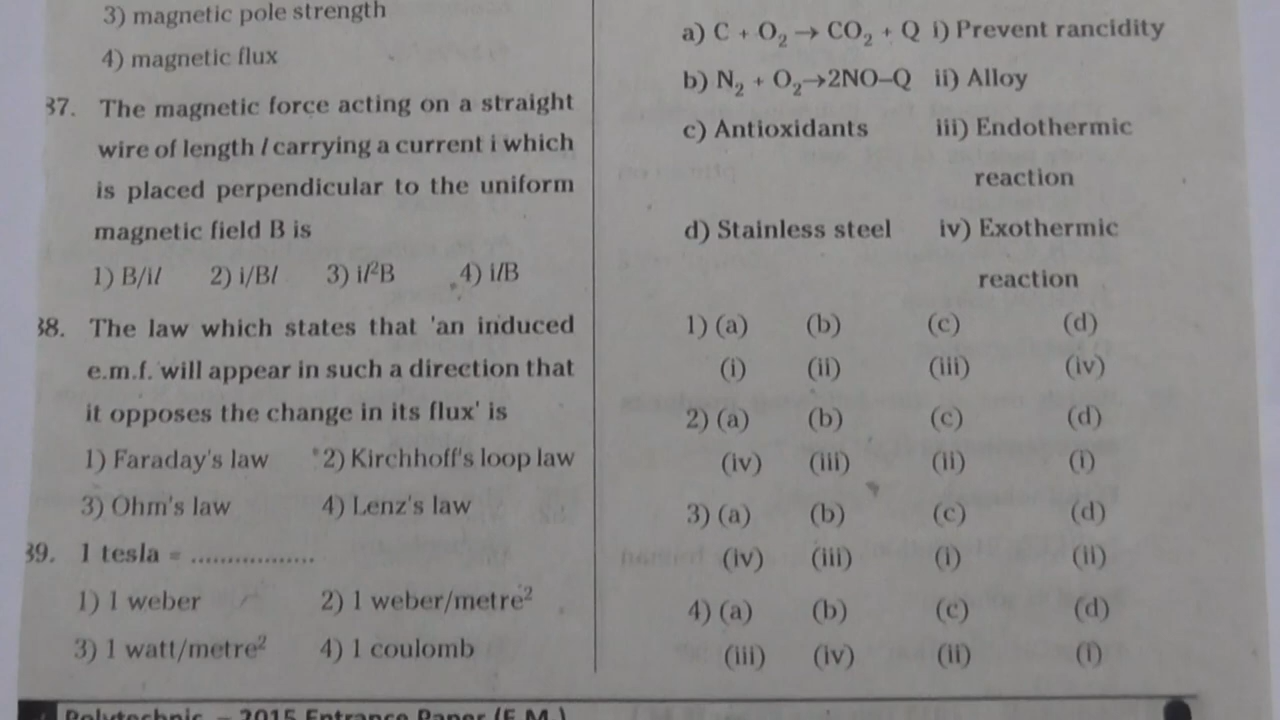 3) magnetic pole strength
4) magnetic flux
37. The magnetic force acting on a straight
wire of length l carrying a current i which
is placed perpendicular to the uniform
magnetic field B is
1) B/il 2) i/Bl 3) il²B 4) ilB
38. The law which states that 'an induced
e.m.f. will appear in such a direction that
it opposes the change in its flux' is
1) Faraday's law 2) Kirchhoff's loop law
3) Ohm's law 4) Lenz's law
39. 1 tesla = .................
1) 1 weber 2) 1 weber/metre²
3) 1 watt/metre² 4) 1 coulomb
a) C + O₂ → CO₂ + Q i) Prevent rancidity
b) N₂ + O₂→2NO–Q ii) Alloy
c) Antioxidants iii) Endothermic
reaction
d) Stainless steel iv) Exothermic
reaction
1) (a) (b) (c) (d)
(i) (ii) (iii) (iv)
2) (a) (b) (c) (d)
(iv) (iii) (ii) (i)
3) (a) (b) (c) (d)
(iv) (iii) (i) (ii)
4) (a) (b) (c) (d)
(iii) (iv) (ii) (i)
Polytechnic - 2015 Entrance Paper (E.M.)